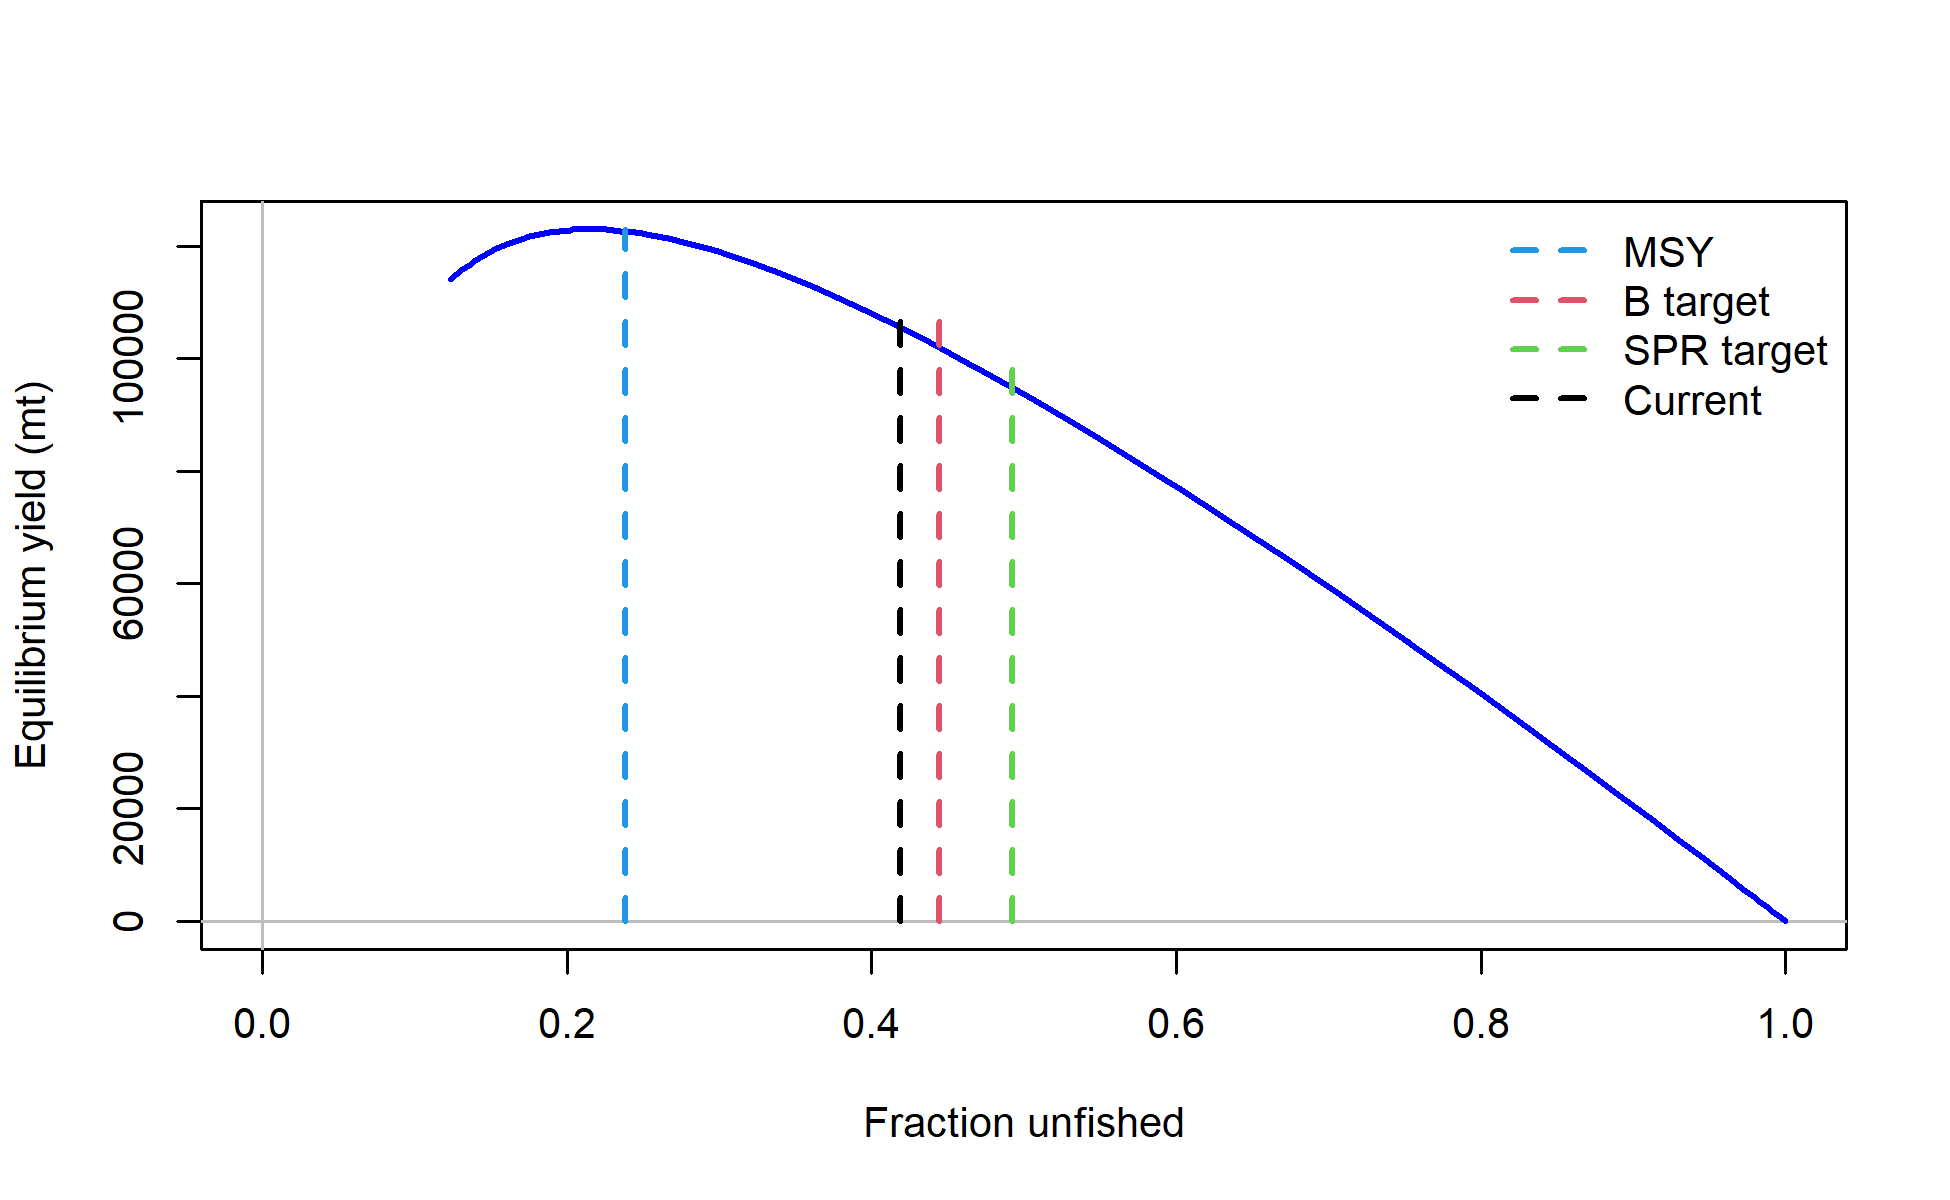 MSY
B target
SPR target
Current
Equilibrium yield (mt)
100000
60000
20000
0
0.0 0.2 0.4 0.6 0.8 1.0
Fraction unfished